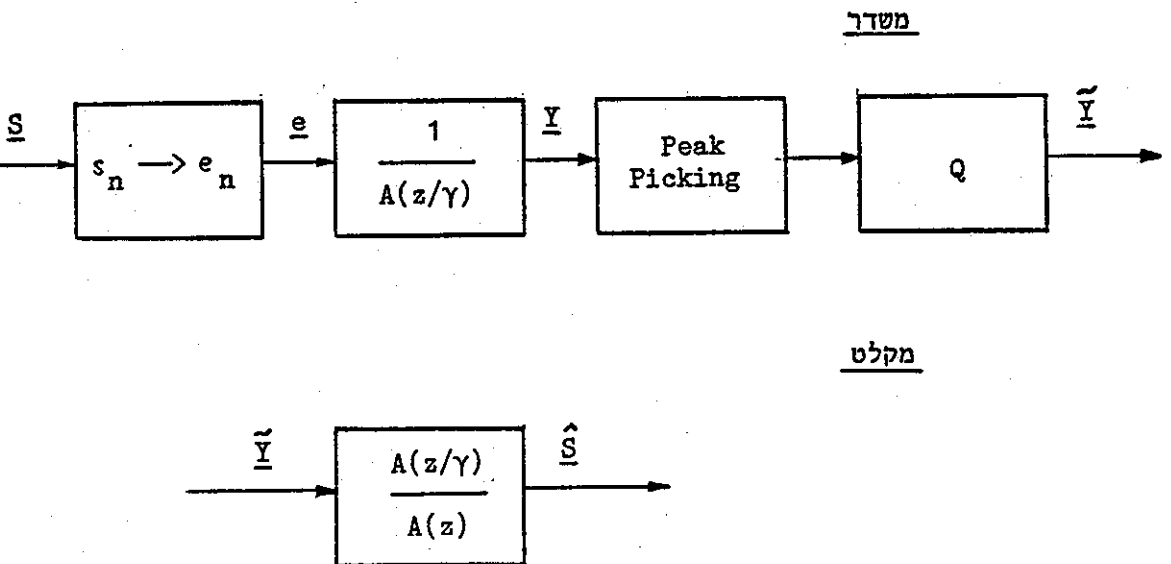 משדר
S e Y Ỹ
s_n —> e_n
1
A(z/γ)
Peak
Picking
Q
מקלט
Ỹ Ŝ
A(z/γ)
A(z)